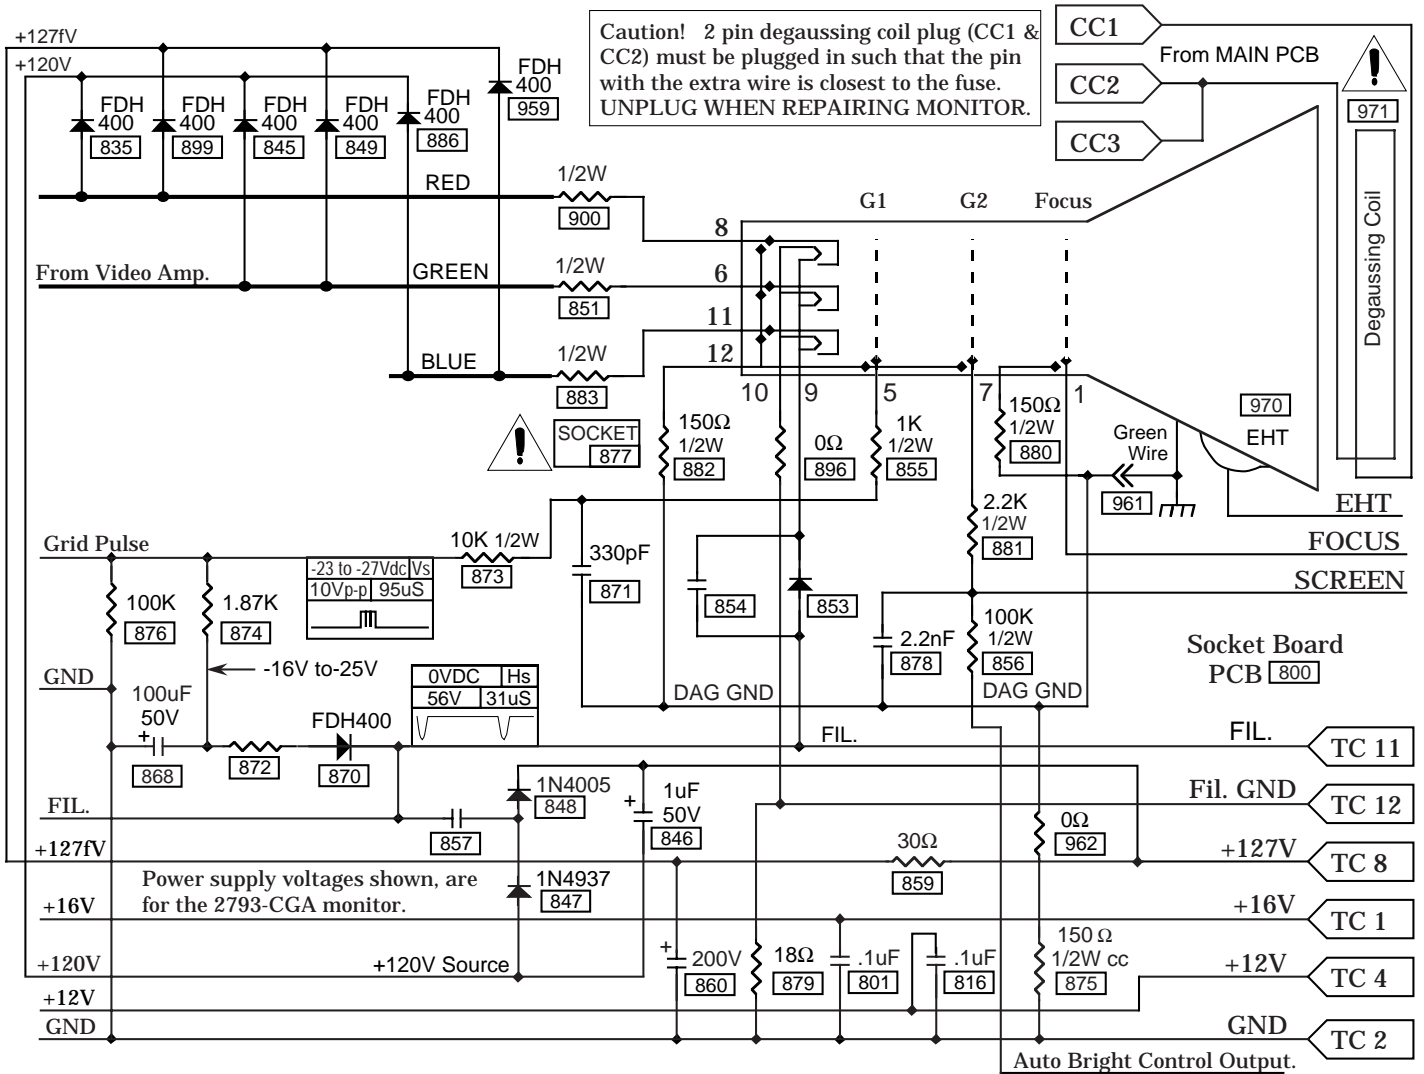 +127fV
+120V
FDH 400 835
FDH 400 899
FDH 400 845
FDH 400 849
FDH 400 886
FDH 400 959
Caution! 2 pin degaussing coil plug (CC1 &
CC2) must be plugged in such that the pin
with the extra wire is closest to the fuse.
UNPLUG WHEN REPAIRING MONITOR.
CC1
From MAIN PCB
CC2
CC3
971
Degaussing Coil
RED
1/2W
900
From Video Amp.
GREEN
1/2W
851
BLUE
1/2W
883
8
6
11
12
G1
G2
Focus
10
9
5
7
1
SOCKET
877
150Ω
1/2W
882
0Ω
896
1K
1/2W
855
150Ω
1/2W
880
Green
Wire
961
970
EHT
EHT
FOCUS
SCREEN
2.2K
1/2W
881
Grid Pulse
-23 to -27Vdc Vs
10Vp-p 95uS
10K 1/2W
873
330pF
871
854
853
2.2nF
878
100K
1/2W
856
100K
876
1.87K
874
-16V to-25V
Socket Board
PCB 800
GND
100uF
50V
+
868
872
FDH400
870
0VDC Hs
56V 31uS
DAG GND
DAG GND
FIL.
FIL.
TC 11
FIL.
857
1N4005
848
+
1uF
50V
846
Fil. GND
TC 12
0Ω
962
+127fV
30Ω
859
+127V
TC 8
Power supply voltages shown, are
for the 2793-CGA monitor.
1N4937
847
+16V
+16V
TC 1
+120V
+120V Source
+
200V
860
18Ω
879
.1uF
801
.1uF
816
150 Ω
1/2W cc
875
+12V
TC 4
+12V
GND
GND
TC 2
Auto Bright Control Output.